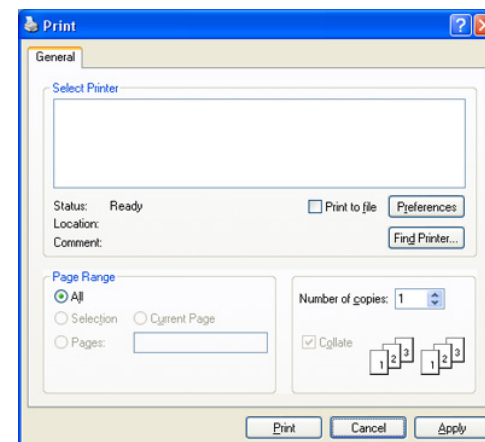 Print
General
Select Printer
Status: Ready
Location:
Comment:
Print to file
Preferences
Find Printer...
Page Range
All
Selection
Current Page
Pages:
Number of copies: 1
Collate
1 2 3 1 2 3
Print Cancel Apply